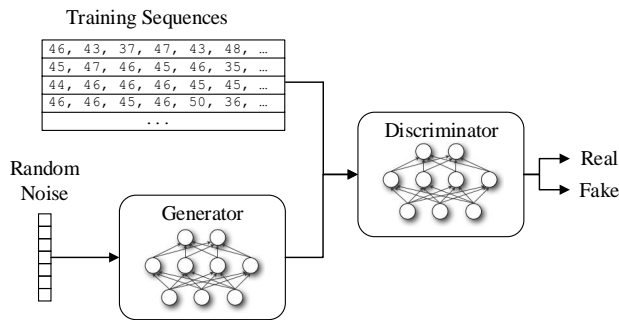 Training Sequences
46, 43, 37, 47, 43, 48, …
45, 47, 46, 45, 46, 35, …
44, 46, 46, 46, 45, 45, …
46, 46, 45, 46, 50, 36, …
...
Discriminator
Real
Fake
Random
Noise
Generator